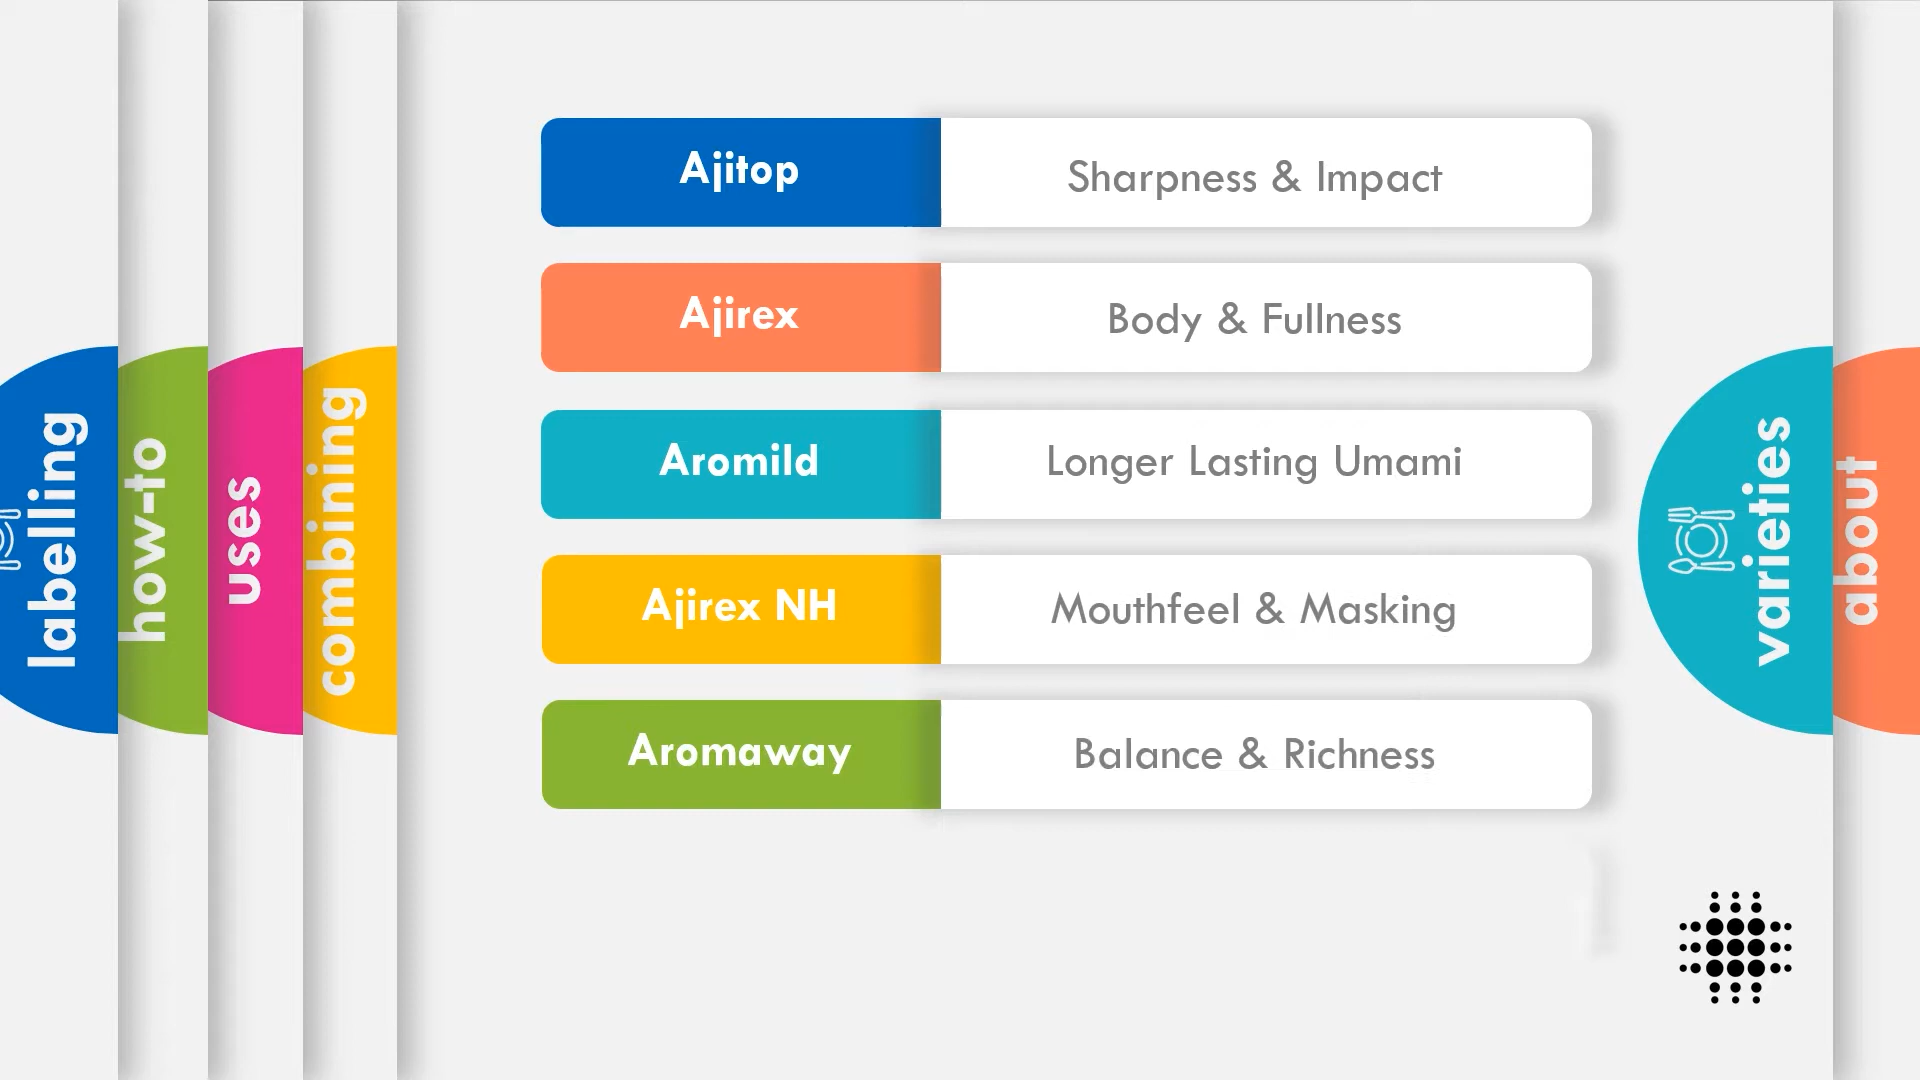 labelling
how-to
uses
combining
Ajitop
Sharpness & Impact
Ajirex
Body & Fullness
Aromild
Longer Lasting Umami
Ajirex NH
Mouthfeel & Masking
Aromaway
Balance & Richness
varieties
about